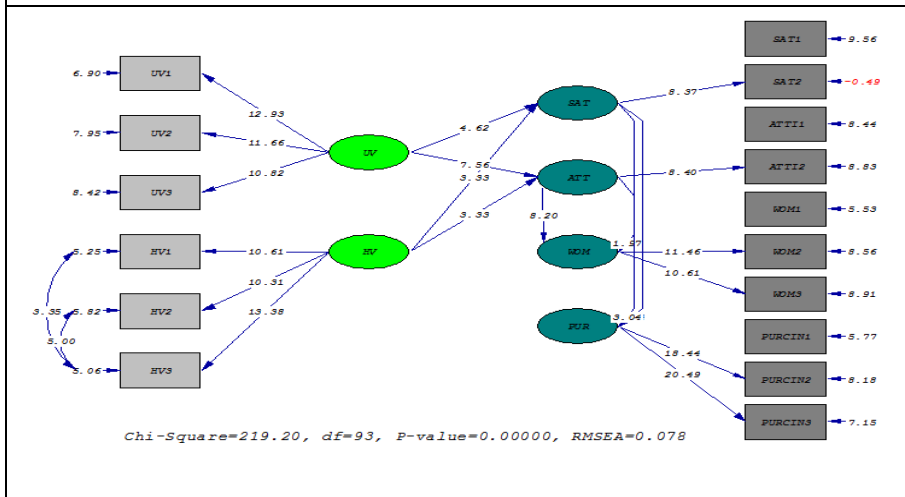 SAT1 9.56
6.90 UV1 SAT2 -0.49
SAT 8.37
12.93 4.62
7.95 UV2 11.66 ATTI1 8.44
UV 7.56
10.82 3.33 ATT 8.40 ATTI2 8.83
8.42 UV3 3.33
8.20 WOM1 5.53
5.25 HV1 10.61 HV WOM 1.97 11.46 WOM2 8.56
10.31 10.61
3.35 5.82 HV2 13.38 WOM3 8.91
5.00 PUR 3.04 PURCIN1 5.77
18.44
5.06 HV3 20.49 PURCIN2 8.18
PURCIN3 7.15
Chi-Square=219.20, df=93, P-value=0.00000, RMSEA=0.078